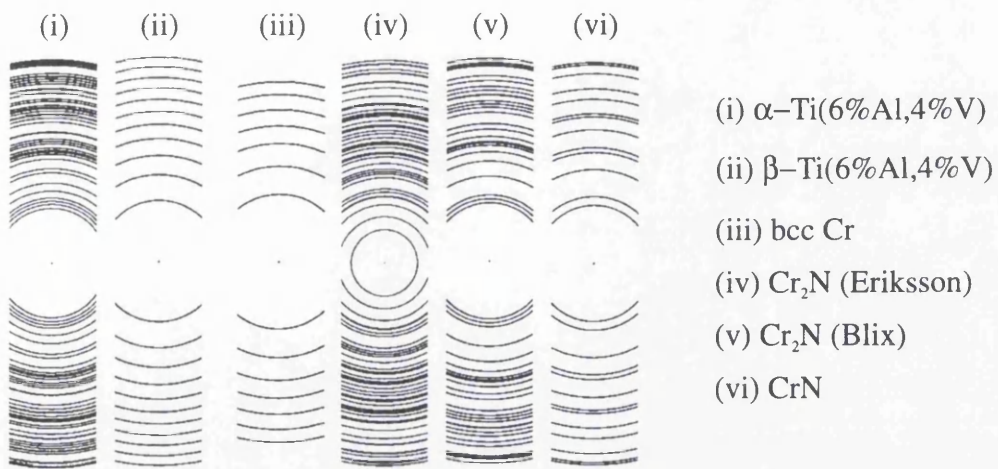 (i) (ii) (iii) (iv) (v) (vi)
(i) α–Ti(6%Al,4%V)
(ii) β–Ti(6%Al,4%V)
(iii) bcc Cr
(iv) Cr₂N (Eriksson)
(v) Cr₂N (Blix)
(vi) CrN